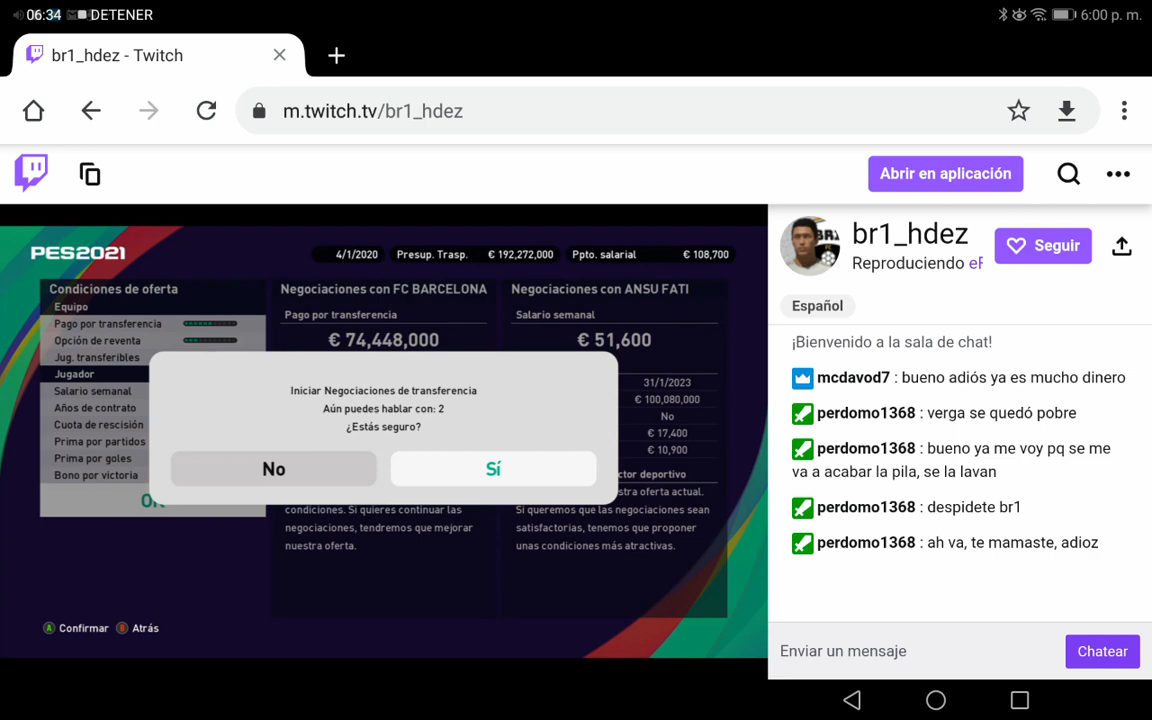 06:34 DETENER
6:00 p. m.
br1_hdez - Twitch
m.twitch.tv/br1_hdez
Abrir en aplicación
PES2021
4/1/2020 Presup. Trasp. € 192,272,000 Ppto. salarial € 108,700
Condiciones de oferta
Equipo
Pago por transferencia
Opción de reventa
Jug. transferibles
Jugador
Salario semanal
Años de contrato
Cuota de rescisión
Prima por partidos
Prima por goles
Bono por victoria
Negociaciones con FC BARCELONA
Pago por transferencia
€ 74,448,000
Negociaciones con ANSU FATI
Salario semanal
€ 51,600
31/1/2023
€ 100,080,000
No
€ 17,400
€ 10,900
Iniciar Negociaciones de transferencia
Aún puedes hablar con: 2
¿Estás seguro?
No
Sí
condiciones. Si quieres continuar las
negociaciones, tendremos que mejorar
nuestra oferta.
deportivo
oferta actual.
Si queremos que las negociaciones sean
satisfactorias, tenemos que proponer
unas condiciones más atractivas.
A Confirmar B Atrás
br1_hdez
Reproduciendo eF
Seguir
Español
¡Bienvenido a la sala de chat!
mcdavod7 : bueno adiós ya es mucho dinero
perdomo1368 : verga se quedó pobre
perdomo1368 : bueno ya me voy pq se me
va a acabar la pila, se la lavan
perdomo1368 : despidete br1
perdomo1368 : ah va, te mamaste, adioz
Enviar un mensaje
Chatear